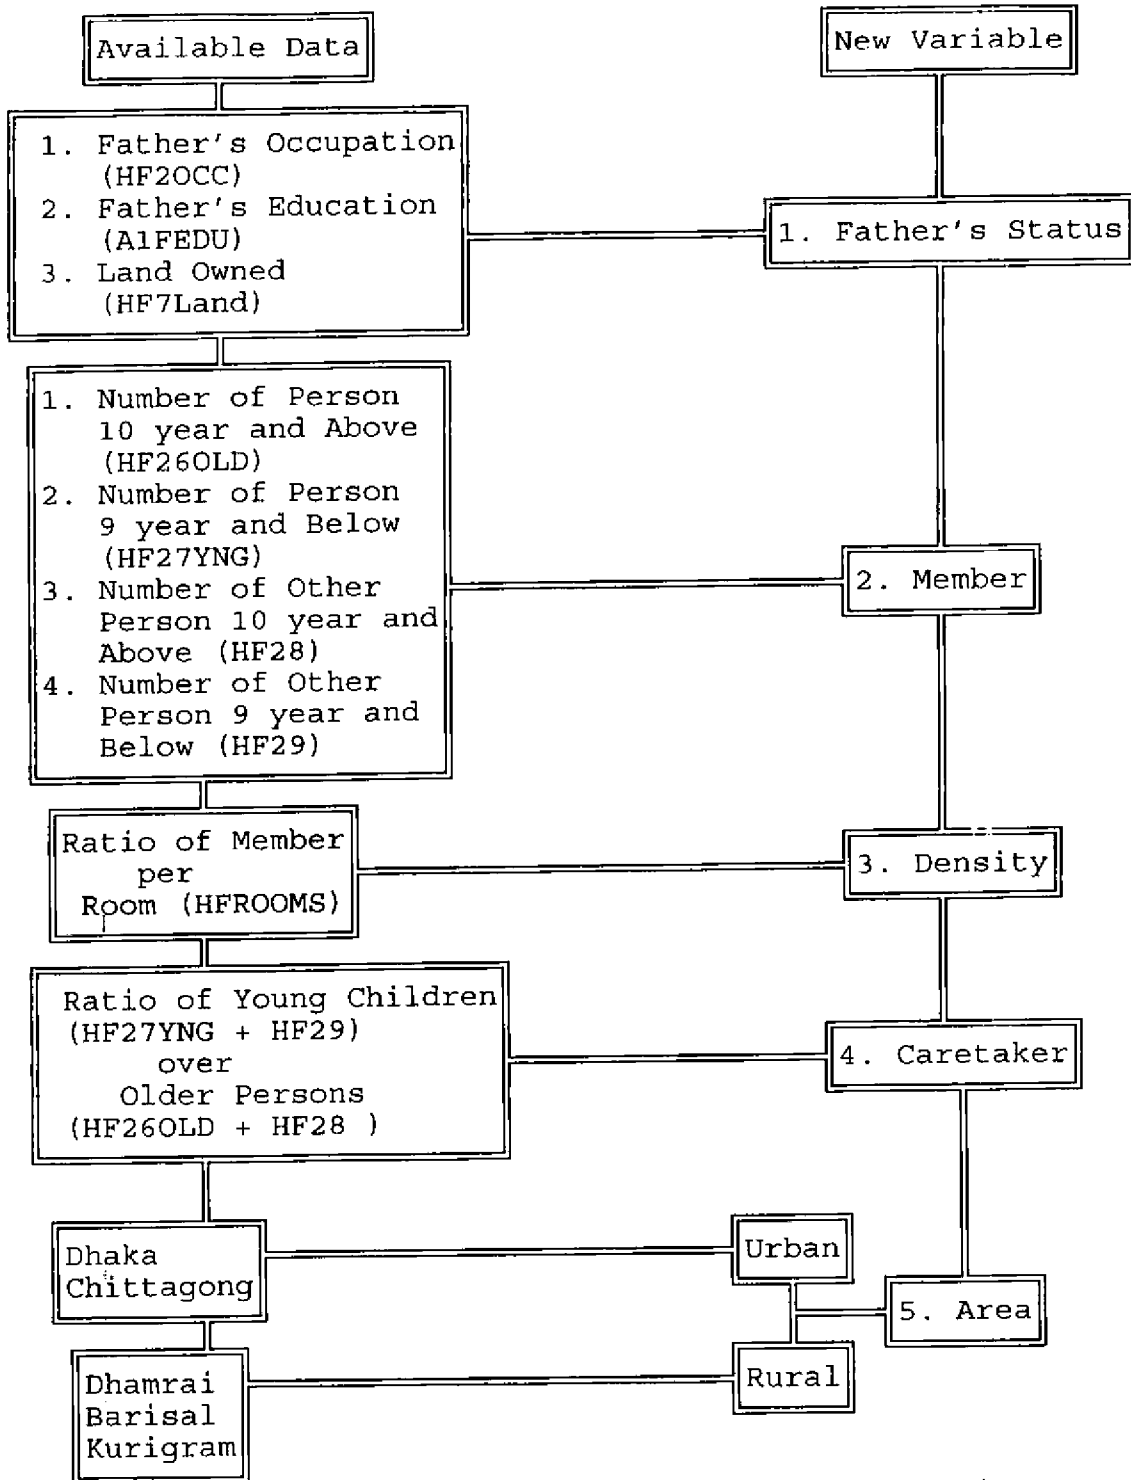 Available Data
New Variable
1. Father's Occupation
(HF2OCC)
2. Father's Education
(A1FEDU)
3. Land Owned
(HF7Land)
1. Father's Status
1. Number of Person
10 year and Above
(HF26OLD)
2. Number of Person
9 year and Below
(HF27YNG)
3. Number of Other
Person 10 year and
Above (HF28)
4. Number of Other
Person 9 year and
Below (HF29)
2. Member
Ratio of Member
per
Room (HFROOMS)
3. Density
Ratio of Young Children
(HF27YNG + HF29)
over
Older Persons
(HF26OLD + HF28 )
4. Caretaker
Dhaka
Chittagong
Urban
5. Area
Dhamrai
Barisal
Kurigram
Rural